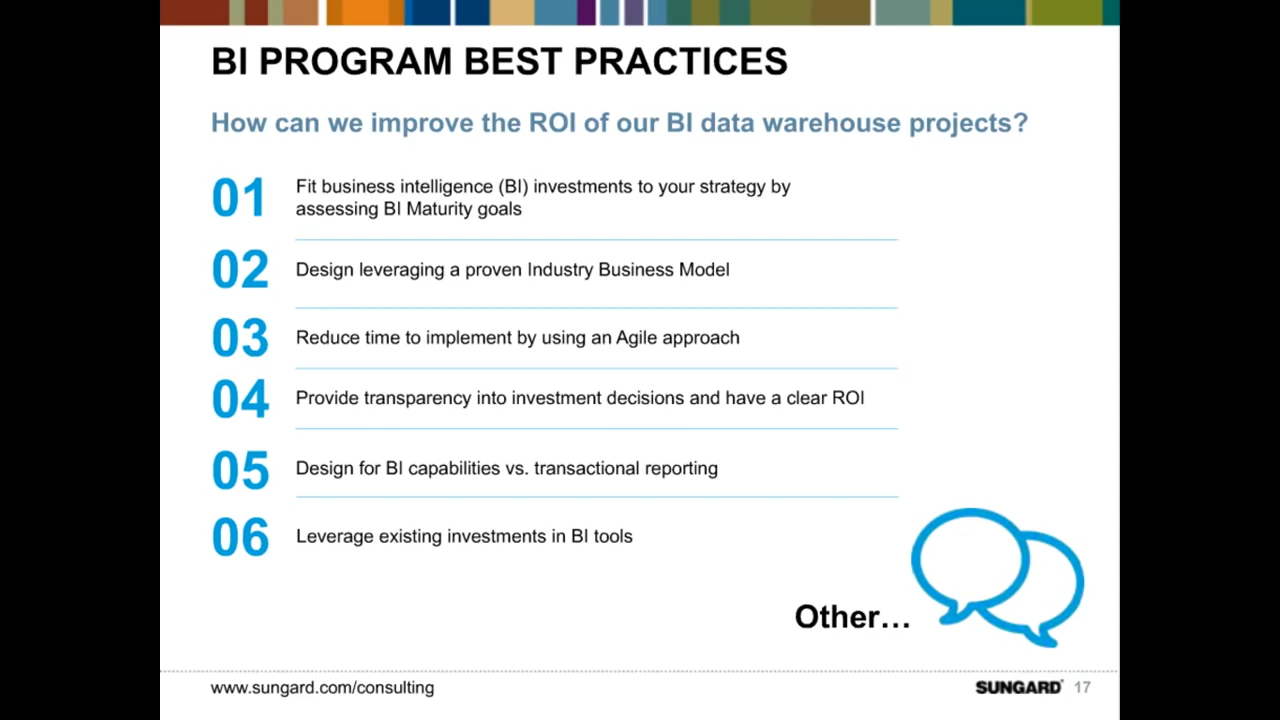 BI PROGRAM BEST PRACTICES
How can we improve the ROI of our BI data warehouse projects?
01
Fit business intelligence (BI) investments to your strategy by
assessing BI Maturity goals
02
Design leveraging a proven Industry Business Model
03
Reduce time to implement by using an Agile approach
04
Provide transparency into investment decisions and have a clear ROI
05
Design for BI capabilities vs. transactional reporting
06
Leverage existing investments in BI tools
Other…
www.sungard.com/consulting
SUNGARD®
17